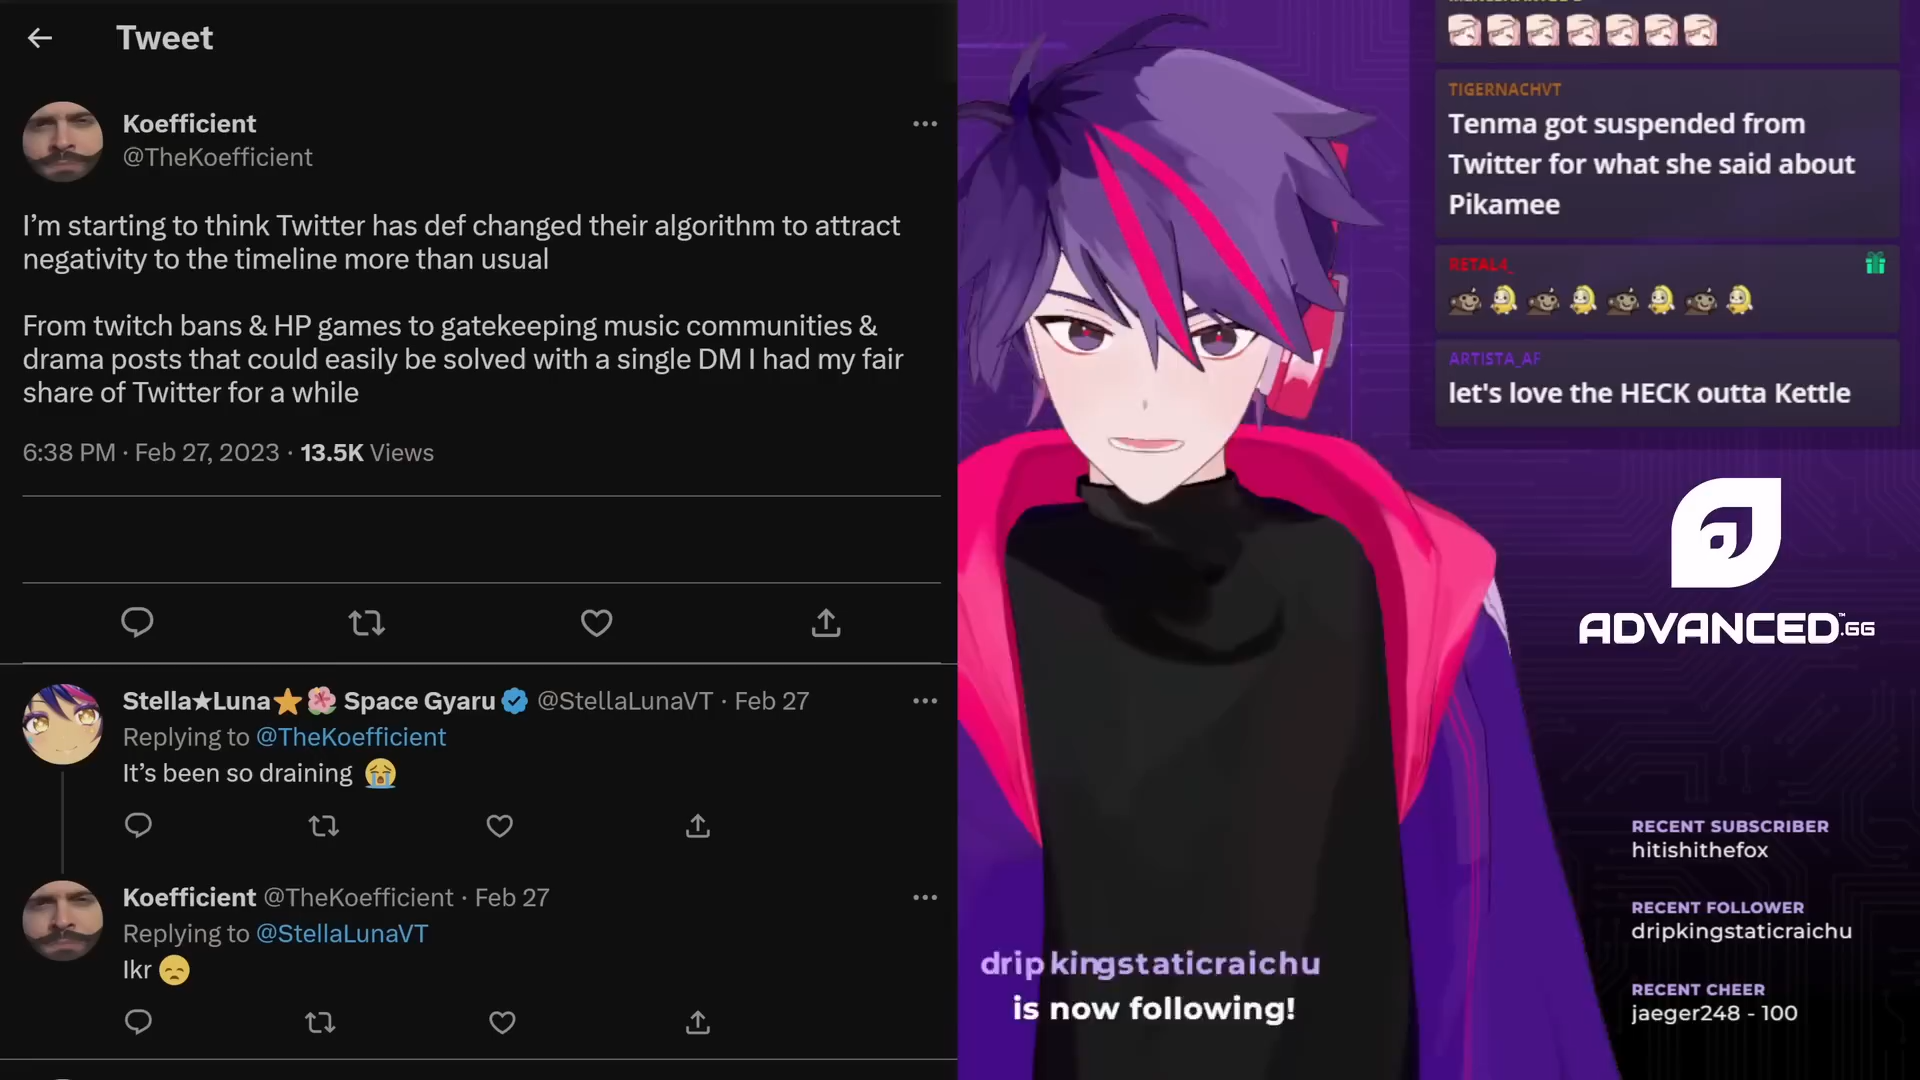 Tweet
Koefficient
@TheKoefficient
I’m starting to think Twitter has def changed their algorithm to attract
negativity to the timeline more than usual
From twitch bans & HP games to gatekeeping music communities &
drama posts that could easily be solved with a single DM I had my fair
share of Twitter for a while
6:38 PM · Feb 27, 2023 · 13.5K Views
Stella★Luna⭐🌸 Space Gyaru @StellaLunaVT · Feb 27
Replying to @TheKoefficient
It’s been so draining 😭
Koefficient @TheKoefficient · Feb 27
Replying to @StellaLunaVT
Ikr 😞
TIGERNACHVT
Tenma got suspended from
Twitter for what she said about
Pikamee
RETAL4_
ARTISTA_AF
let's love the HECK outta Kettle
ADVANCED™.GG
RECENT SUBSCRIBER
hitishithefox
RECENT FOLLOWER
dripkingstaticraichu
RECENT CHEER
jaeger248 - 100
dripkingstaticraichu
is now following!